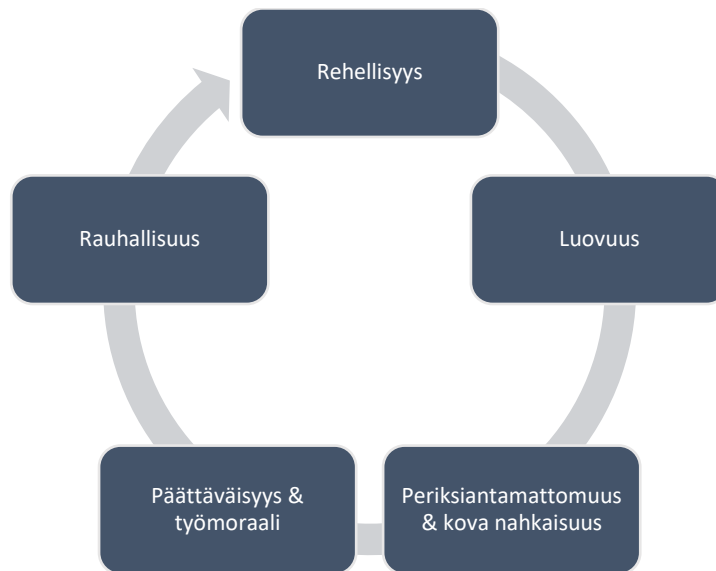 Rehellisyys
Luovuus
Periksiantamattomuus
& kova nahkaisuus
Päättäväisyys &
työmoraali
Rauhallisuus